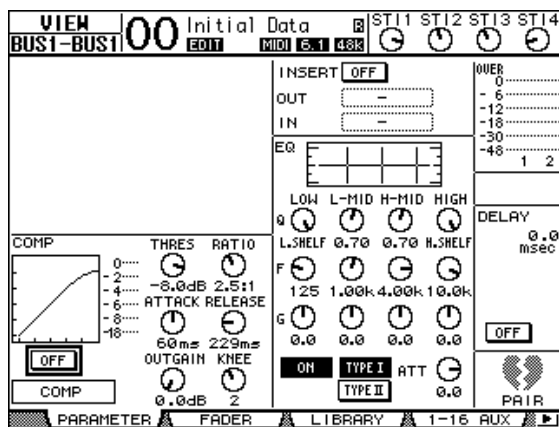 VIEW
BUS1-BUS1
00 Initial Data B
EDIT MIDI 6.1 48k
STI1 STI2 STI3 STI4
INSERT OFF
OUT -
IN -
OVER
0
-6
-12
-18
-30
-48
1 2
EQ
LOW L-MID H-MID HIGH
Q
L.SHELF 0.70 0.70 H.SHELF
F
125 1.00k 4.00k 10.0k
G
0.0 0.0 0.0 0.0
ON TYPE I ATT
TYPE II 0.0
DELAY
0.0
msec
OFF
PAIR
COMP
THRES RATIO
0
-2
-4
-6
-8
-18
-8.0dB 2.5:1
ATTACK RELEASE
60ms 229ms
OUTGAIN KNEE
0.0dB 2
OFF
COMP
PARAMETER FADER LIBRARY 1-16 AUX